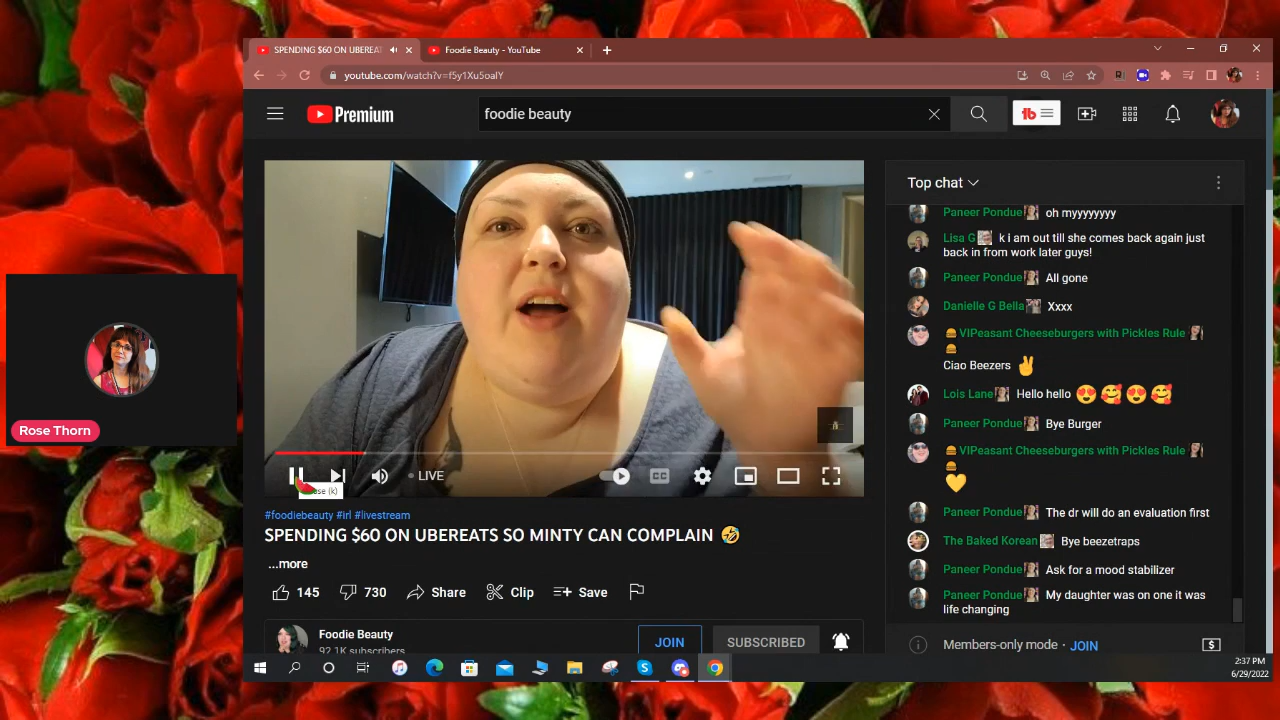 SPENDING $60 ON UBEREAT
Foodie Beauty - YouTube
youtube.com/watch?v=f5y1Xu5oaIY
Premium
foodie beauty
Top chat
Paneer Pondue oh myyyyyyy
Lisa G k i am out till she comes back again just
back in from work later guys!
Paneer Pondue All gone
Danielle G Bella Xxxx
VIPeasant Cheeseburgers with Pickles Rule
Ciao Beezers
Lois Lane Hello hello
Paneer Pondue Bye Burger
VIPeasant Cheeseburgers with Pickles Rule
Paneer Pondue The dr will do an evaluation first
The Baked Korean Bye beezetraps
Paneer Pondue Ask for a mood stabilizer
Paneer Pondue My daughter was on one it was
life changing
Members-only mode - JOIN
Rose Thorn
LIVE
CC
(k)
#foodiebeauty #irl #livestream
SPENDING $60 ON UBEREATS SO MINTY CAN COMPLAIN
...more
145
730
Share
Clip
Save
Foodie Beauty
92.1K subscribers
JOIN
SUBSCRIBED
2:37 PM
6/29/2022